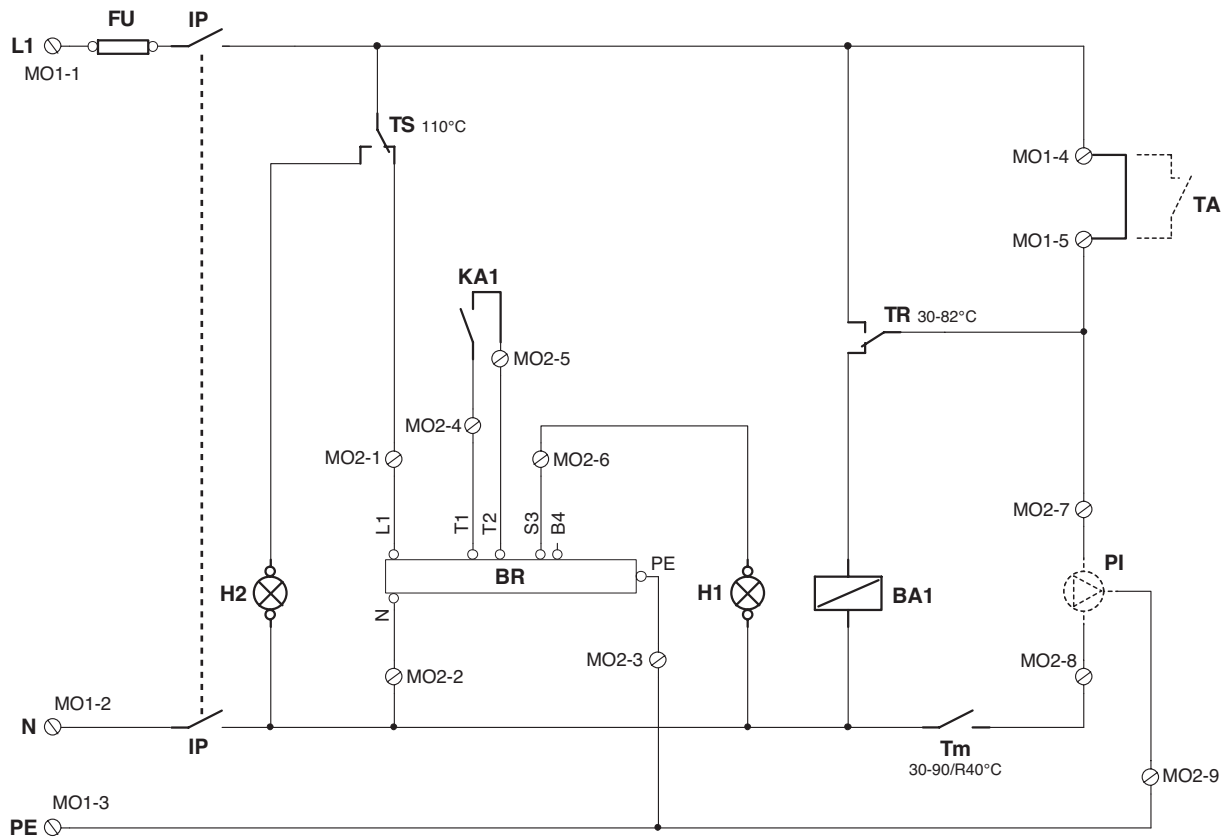 FU IP
L1
MO1-1
TS 110°C
MO1-4
TA
MO1-5
KA1
TR 30-82°C
MO2-5
MO2-4
MO2-1 MO2-6
MO2-7
L1 T1 T2 S3 B4
PE
BR
PI
H2 H1 BA1
N
MO2-3 MO2-8
MO2-2
MO1-2
N
IP Tm
30-90/R40°C
MO2-9
MO1-3
PE